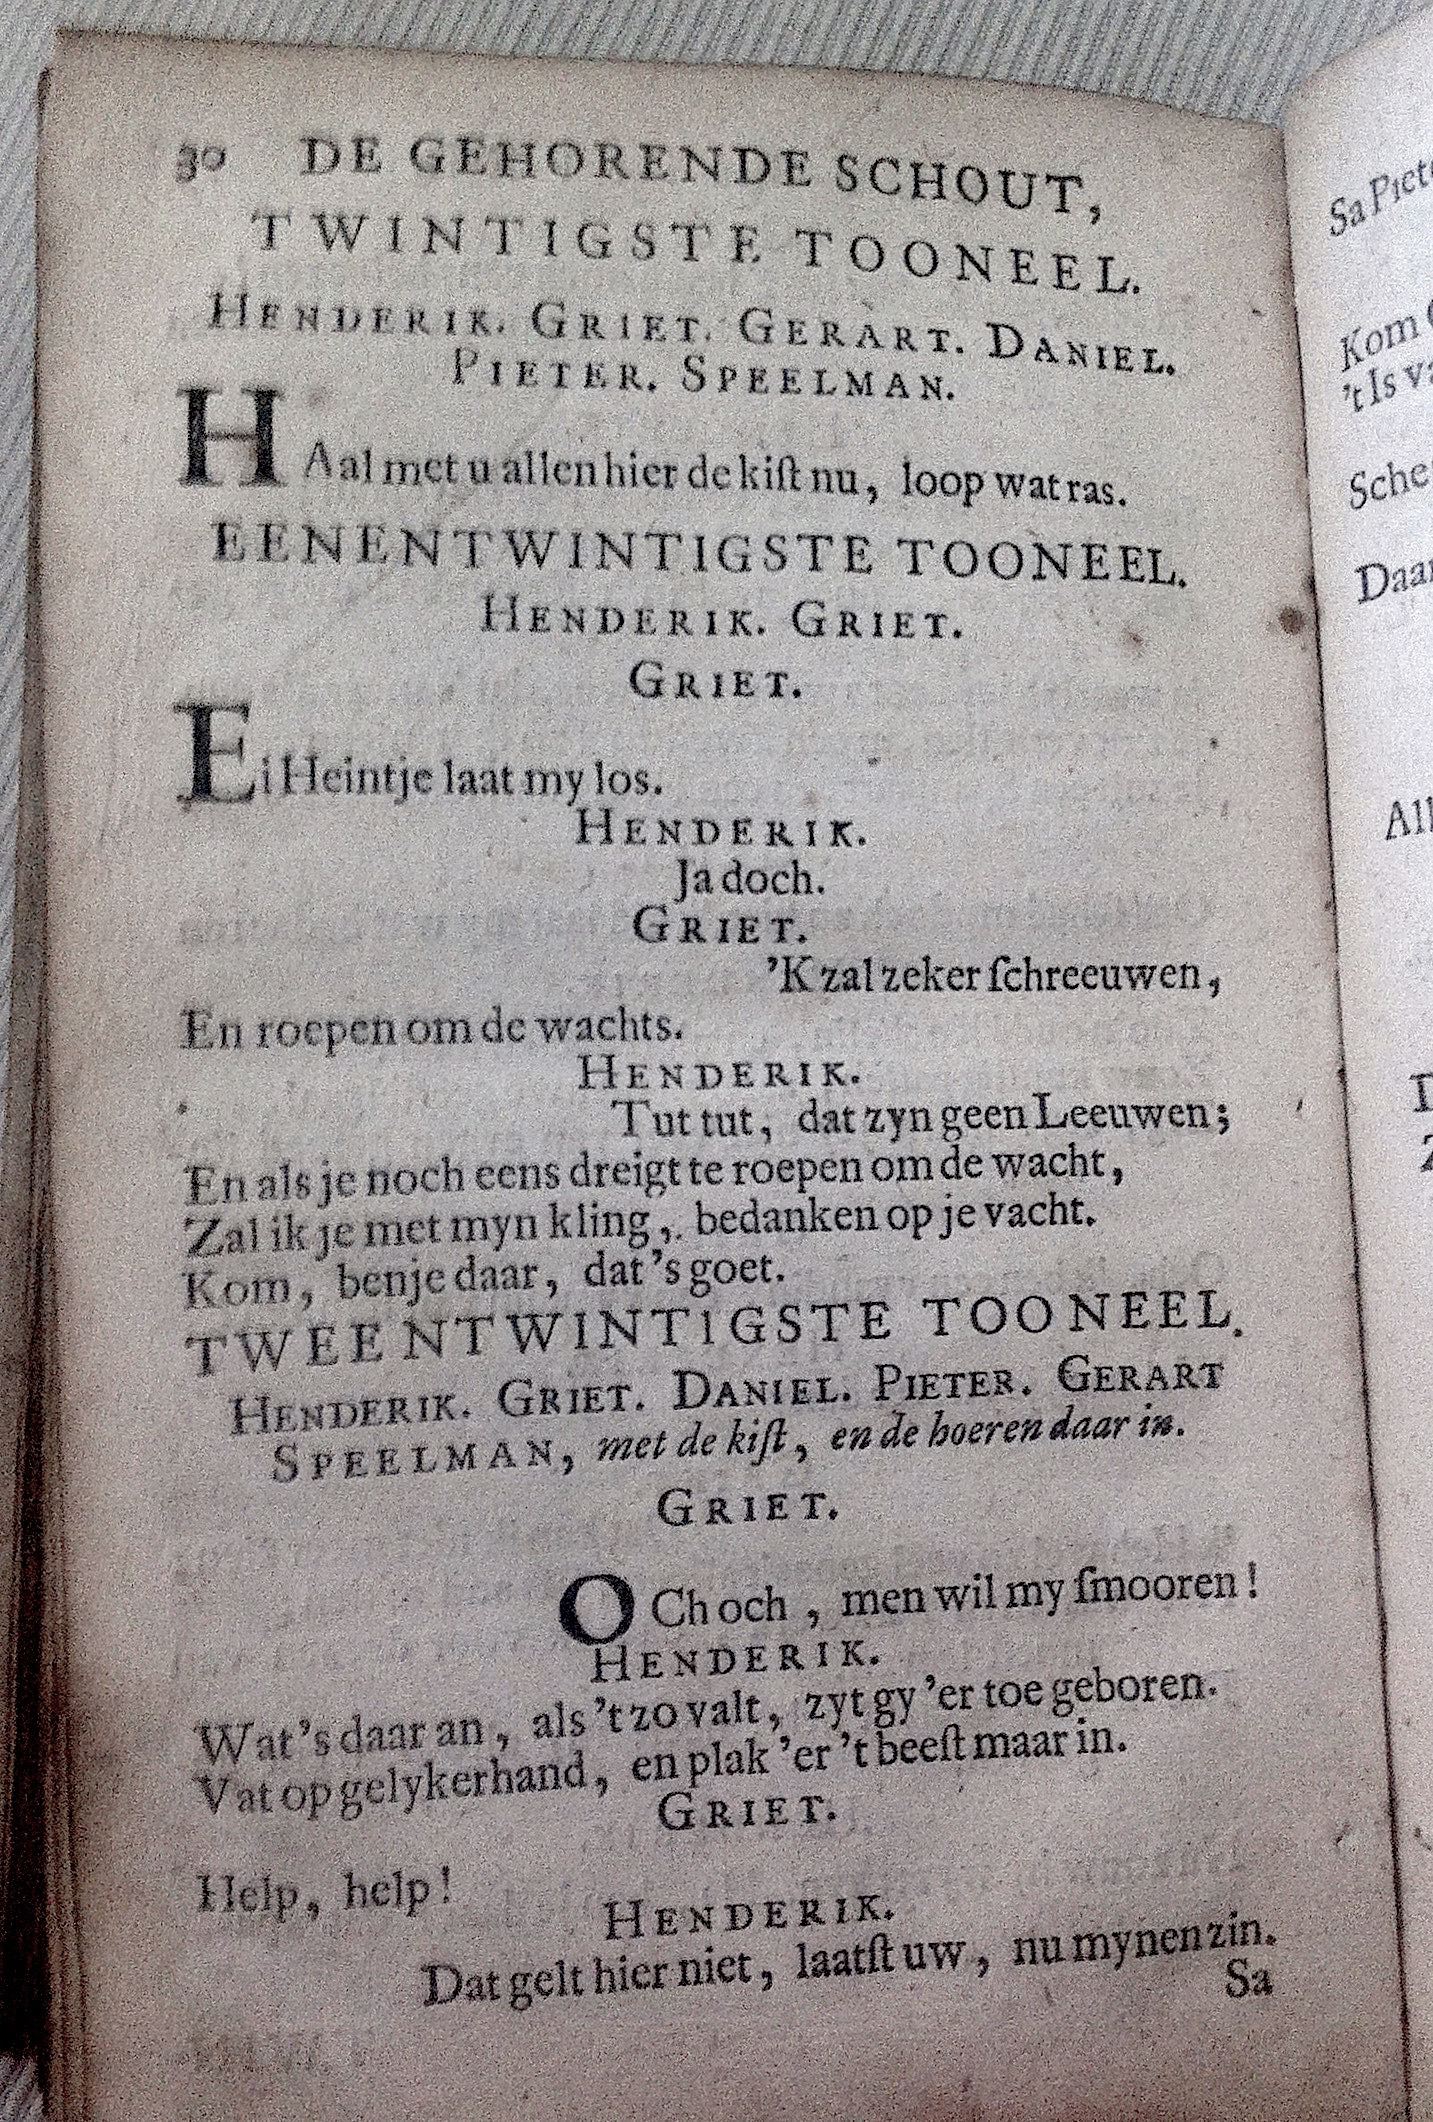 30 DE GEHORENDE SCHOUT,
TWINTIGSTE TOONEEL.
HENDERIK. GRIET. GERART. DANIEL.
PIETER. SPEELMAN.
HAal met u allen hier de kiſt nu, loop wat ras.
EENENTWINTIGSTE TOONEEL.
HENDERIK. GRIET.
GRIET.
Ei Heintje laat my los.
HENDERIK.
Ja doch.
GRIET.
'K zal zeker ſchreeuwen,
En roepen om de wachts.
HENDERIK.
Tut tut, dat zyn geen Leeuwen;
En als je noch eens dreigt te roepen om de wacht,
Zal ik je met myn kling, bedanken op je vacht.
Kom, benje daar, dat 's goet.
TWEENTWINTIGSTE TOONEEL.
HENDERIK. GRIET. DANIEL. PIETER. GERART
SPEELMAN, met de kiſt, en de hoeren daar in.
GRIET.
OCh och, men wil my ſmooren!
HENDERIK.
Wat 's daar an, als 't zo valt, zyt gy 'er toe geboren.
Vat op gelykerhand, en plak 'er 't beeſt maar in.
GRIET.
Help, help!
HENDERIK.
Dat gelt hier niet, laatſt uw, nu mynen zin.
Sa
Sa Piet
Kom
't Is va
Sche
Daar
All